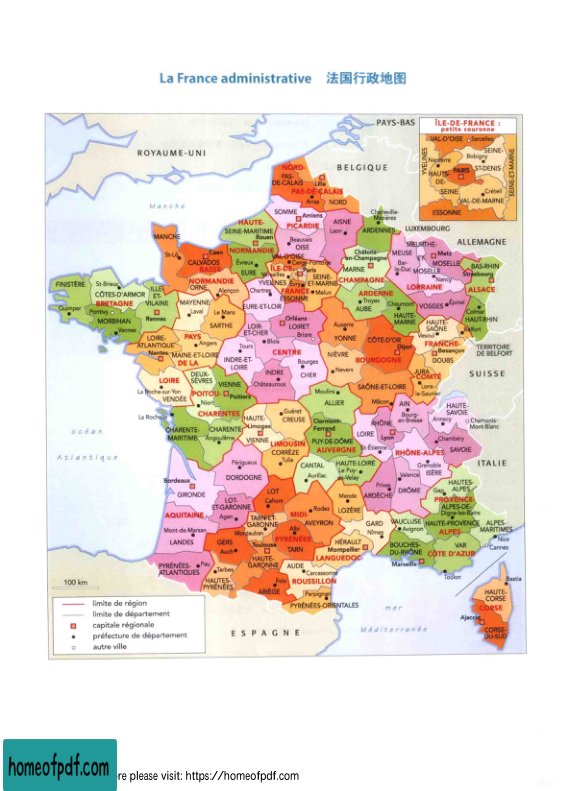 La France administrative 法国行政地图
PAYS-BAS
ROYAUME-UNI
BELGIQUE
Manche
LUXEMBOURG
ALLEMAGNE
ÎLE-DE-FRANCE :
petite couronne
VAL-D'OISE
Sarcelles
YVELINES
Nanterre
Bobigny
SEINE-
ST-DENIS
HAUTS-
DE-
SEINE
PARIS
Créteil
VAL-DE-MARNE
SEINE-ET-MARNE
ESSONNE
NORD-
PAS-
DE-CALAIS
Lille
PAS-DE-CALAIS
Arras
NORD
SOMME
Amiens
PICARDIE
AISNE
Laon
Beauvais
OISE
Charleville-
Mézières
ARDENNES
HAUTE-
SEINE-MARITIME
Rouen
NORMANDIE
Évreux
EURE
MANCHE
St-Lô
Caen
CALVADOS
BASSE
NORMANDIE
ORNE
Alençon
VAL-D'OISE
Cergy-Pontoise
ÎLE-DE-
Paris
Versailles
YVELINES
Évry
SEINE-
ET-MARNE
FRANCE
Melun
ESSONNE
Châlons-
en-Champagne
MARNE
CHAMPAGNE
ARDENNE
AUBE
Troyes
Chaumont
HAUTE-
MARNE
MEURTHE-
MEUSE
ET
Metz
MOSELLE
Bar-
le-Duc
MOSELLE
Nancy
LORRAINE
VOSGES
Épinal
Strasbourg
BAS-RHIN
ALSACE
Colmar
HAUT-RHIN
Belfort
TERRITOIRE
DE BELFORT
FINISTÈRE
St-Brieuc
CÔTES-D'ARMOR
BRETAGNE
Quimper
Pontivy
MORBIHAN
Vannes
ILLE-
ET-
VILAINE
Rennes
MAYENNE
Laval
Le Mans
SARTHE
PAYS
Angers
LOIRE-
ATLANTIQUE
Nantes
MAINE-ET-LOIRE
DE LA
LOIRE
La Roche-sur-Yon
VENDÉE
Chartres
EURE-ET-LOIR
LOIR-
ET-CHER
Orléans
LOIRET
Blois
Briare
Tours
CENTRE
INDRE-ET-
LOIRE
Bourges
CHER
INDRE
Châteauroux
Auxerre
YONNE
CÔTE-D'OR
Dijon
NIÈVRE
Nevers
BOURGOGNE
SAÔNE-ET-LOIRE
Mâcon
HAUTE-
SAÔNE
Vesoul
FRANCHE-
Besançon
DOUBS
JURA
COMTÉ
Lons-
le-Saunier
SUISSE
DEUX-
SÈVRES
VIENNE
POITOU-
Poitiers
Niort
CHARENTES
La Rochelle
CHARENTE-
MARITIME
CHARENTE
Angoulême
HAUTE-
Limoges
VIENNE
Guéret
CREUSE
LIMOUSIN
CORRÈZE
Tulle
Moulins
ALLIER
Clermont-
Ferrand
PUY-DE-DÔME
AUVERGNE
CANTAL
Aurillac
HAUTE-LOIRE
Le Puy-
de-Velay
AIN
Bourg-
en-Bresse
RHÔNE
Lyon
LOIRE
St-Étienne
HAUTE-
SAVOIE
Annecy
Chamonix-
Mont-Blanc
Chambéry
SAVOIE
RHÔNE-ALPES
Grenoble
ISÈRE
Valence
Privas
ARDÈCHE
DRÔME
ITALIE
océan
Atlantique
Bordeaux
GIRONDE
Périgueux
DORDOGNE
AQUITAINE
LOT-
ET-GARONNE
Agen
Mont-de-Marsan
LANDES
PYRÉNÉES-
ATLANTIQUES
Pau
Tarbes
HAUTES-
PYRÉNÉES
LOT
Cahors
MIDI
Rodez
AVEYRON
TARN-ET-
GARONNE
Montauban
Albi
PYRÉNÉES
TARN
GERS
Auch
Toulouse
HAUTE-
GARONNE
Foix
ARIÈGE
Mende
LOZÈRE
GARD
Nîmes
HÉRAULT
Montpellier
LANGUEDOC
AUDE
Carcassonne
ROUSSILLON
Perpignan
PYRÉNÉES-ORIENTALES
HAUTES-
ALPES
Gap
PROVENCE
ALPES-DE-
Digne-les-Bains
HAUTE-PROVENCE
ALPES
VAUCLUSE
Avignon
ALPES
MARITIMES
Nice
Cannes
BOUCHES-
DU-RHÔNE
VAR
CÔTE D'AZUR
Marseille
Toulon
Bastia
HAUTE-
CORSE
CORSE
Ajaccio
CORSE-
DU-SUD
mer
Méditerranée
ESPAGNE
100 km
limite de région
limite de département
capitale régionale
préfecture de département
autre ville
homeofpdf.com
re please visit: https://homeofpdf.com